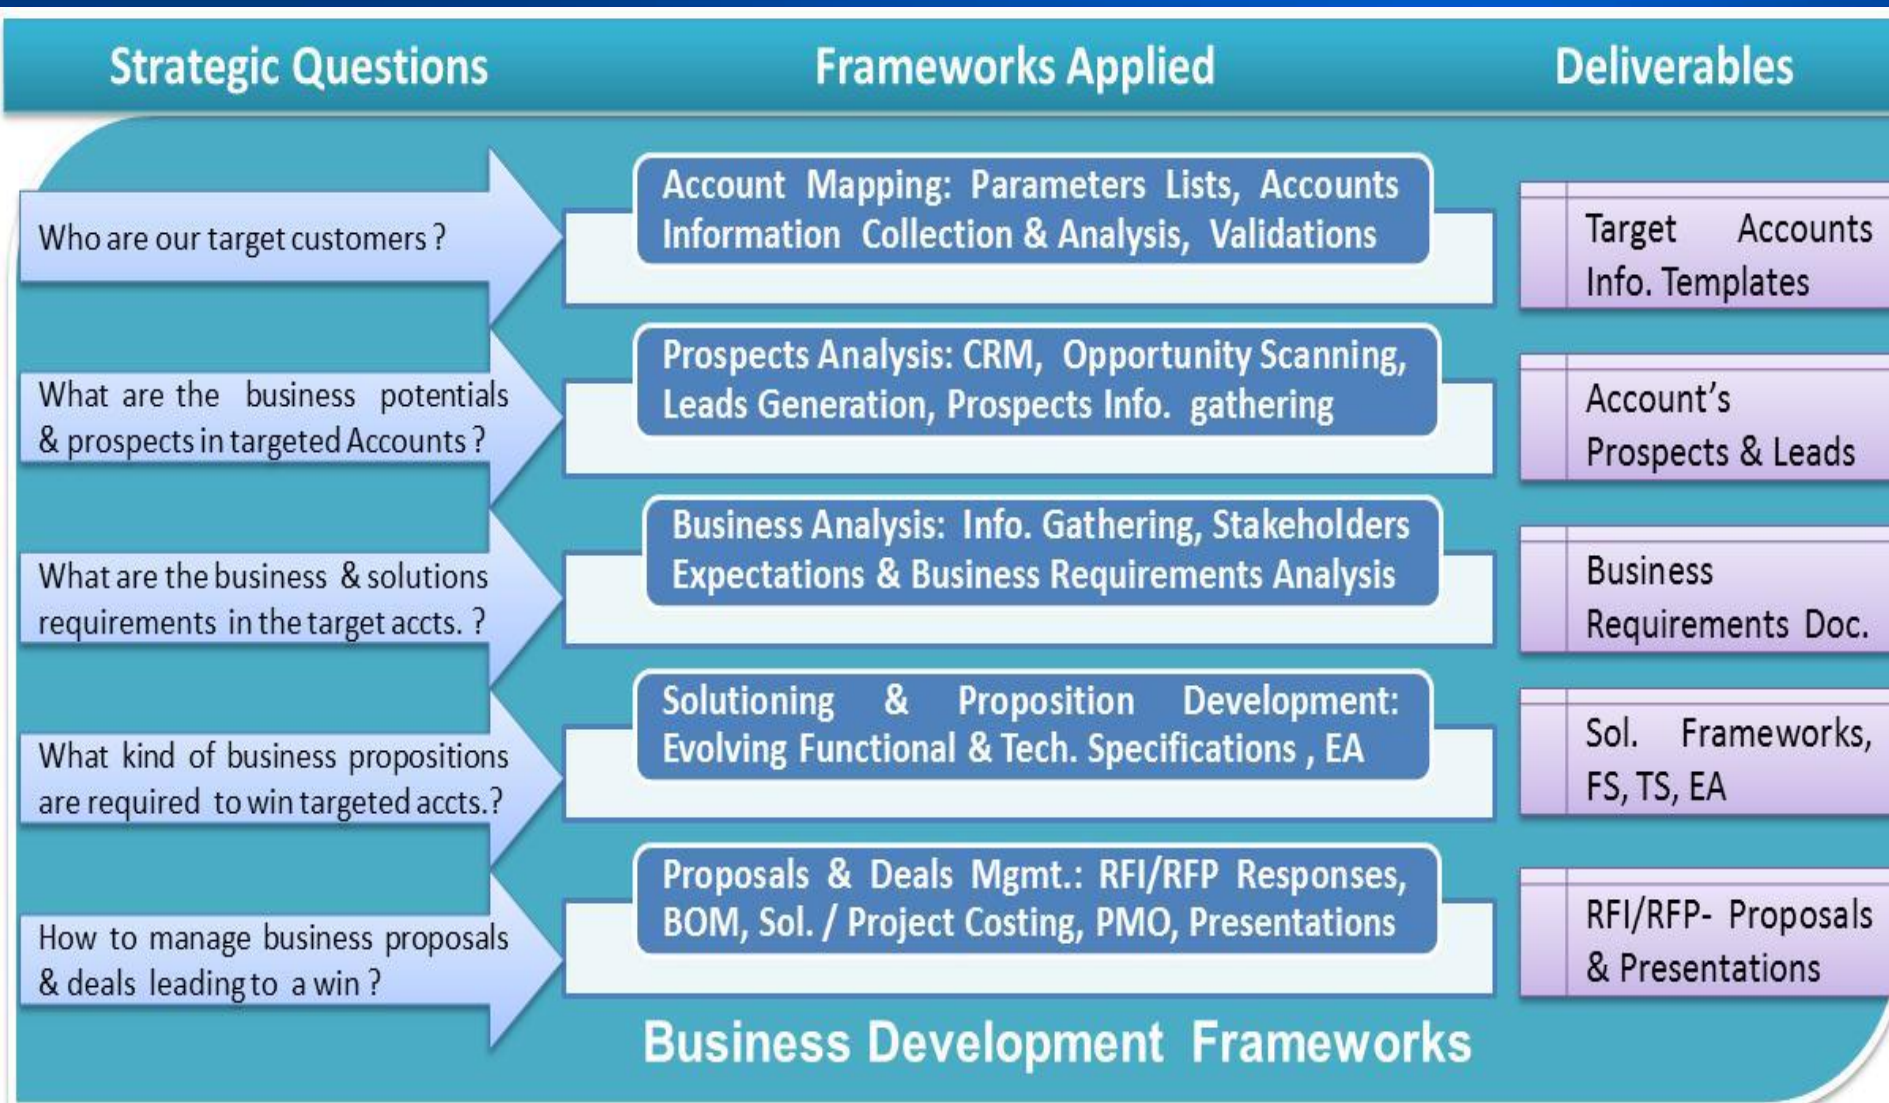 Strategic Questions
Frameworks Applied
Deliverables
Who are our target customers ?
Account Mapping: Parameters Lists, Accounts
Information Collection & Analysis, Validations
Target Accounts
Info. Templates
What are the business potentials
& prospects in targeted Accounts ?
Prospects Analysis: CRM, Opportunity Scanning,
Leads Generation, Prospects Info. gathering
Account’s
Prospects & Leads
What are the business & solutions
requirements in the target accts. ?
Business Analysis: Info. Gathering, Stakeholders
Expectations & Business Requirements Analysis
Business
Requirements Doc.
What kind of business propositions
are required to win targeted accts.?
Solutioning & Proposition Development:
Evolving Functional & Tech. Specifications , EA
Sol. Frameworks,
FS, TS, EA
How to manage business proposals
& deals leading to a win ?
Proposals & Deals Mgmt.: RFI/RFP Responses,
BOM, Sol. / Project Costing, PMO, Presentations
RFI/RFP- Proposals
& Presentations
Business Development Frameworks